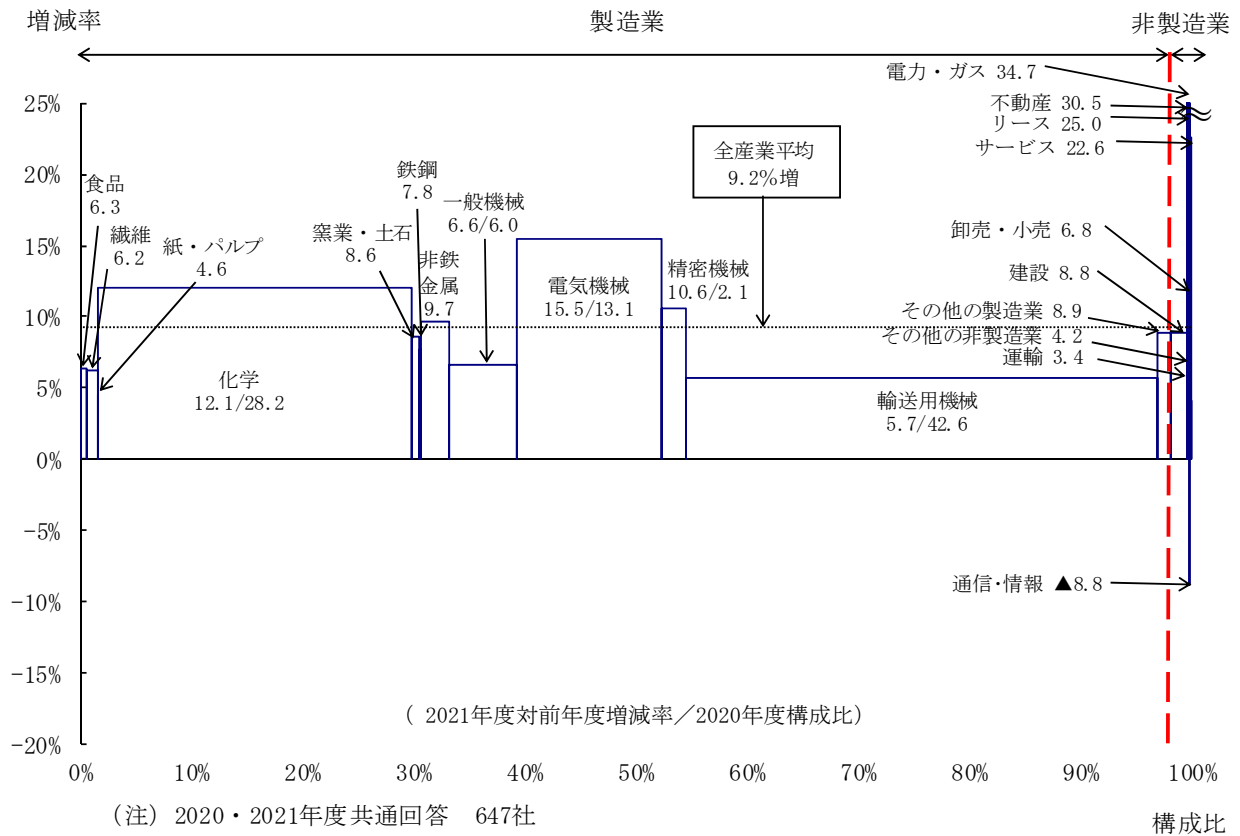 増減率
製造業
非製造業
電力・ガス 34.7
不動産 30.5
リース 25.0
サービス 22.6
全産業平均
9.2%増
食品
6.3
繊維
6.2
紙・パルプ
4.6
窯業・土石
8.6
鉄鋼
7.8
非鉄
金属
9.7
一般機械
6.6/6.0
電気機械
15.5/13.1
精密機械
10.6/2.1
卸売・小売 6.8
建設 8.8
その他の製造業 8.9
その他の非製造業 4.2
運輸 3.4
化学
12.1/28.2
輸送用機械
5.7/42.6
通信・情報 ▲8.8
25%
20%
15%
10%
5%
0%
-5%
-10%
-15%
-20%
( 2021年度対前年度増減率／2020年度構成比)
0% 10% 20% 30% 40% 50% 60% 70% 80% 90% 100%
(注) 2020・2021年度共通回答 647社
構成比